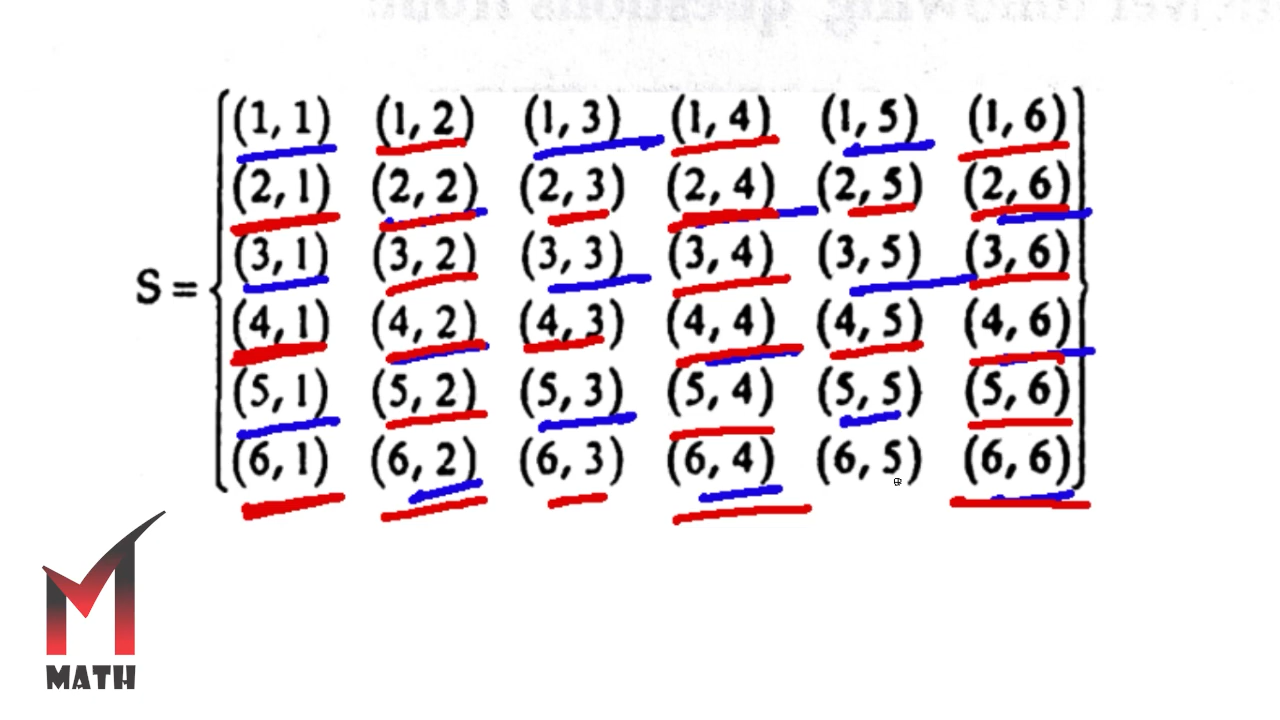 (1, 1) (1, 2) (1, 3) (1, 4) (1, 5) (1, 6)
(2, 1) (2, 2) (2, 3) (2, 4) (2, 5) (2, 6)
(3, 1) (3, 2) (3, 3) (3, 4) (3, 5) (3, 6)
S =
(4, 1) (4, 2) (4, 3) (4, 4) (4, 5) (4, 6)
(5, 1) (5, 2) (5, 3) (5, 4) (5, 5) (5, 6)
(6, 1) (6, 2) (6, 3) (6, 4) (6, 5) (6, 6)
M
MATH